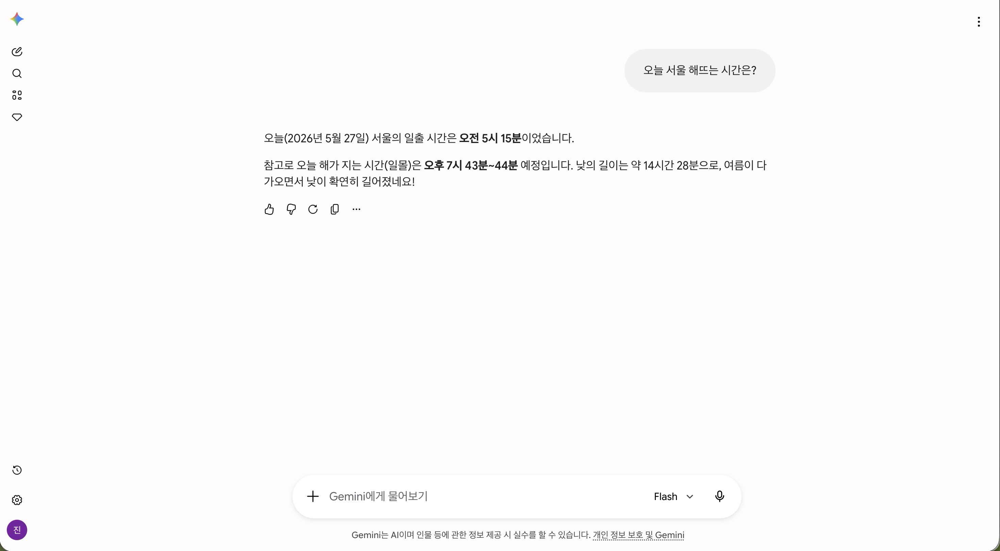 오늘 서울 해뜨는 시간은?
오늘(2026년 5월 27일) 서울의 일출 시간은 오전 5시 15분이었습니다.
참고로 오늘 해가 지는 시간(일몰)은 오후 7시 43분~44분 예정입니다. 낮의 길이는 약 14시간 28분으로, 여름이 다
가오면서 낮이 확연히 길어졌네요!
Gemini에게 물어보기
Flash
진
Gemini는 AI이며 인물 등에 관한 정보 제공 시 실수를 할 수 있습니다. 개인 정보 보호 및 Gemini